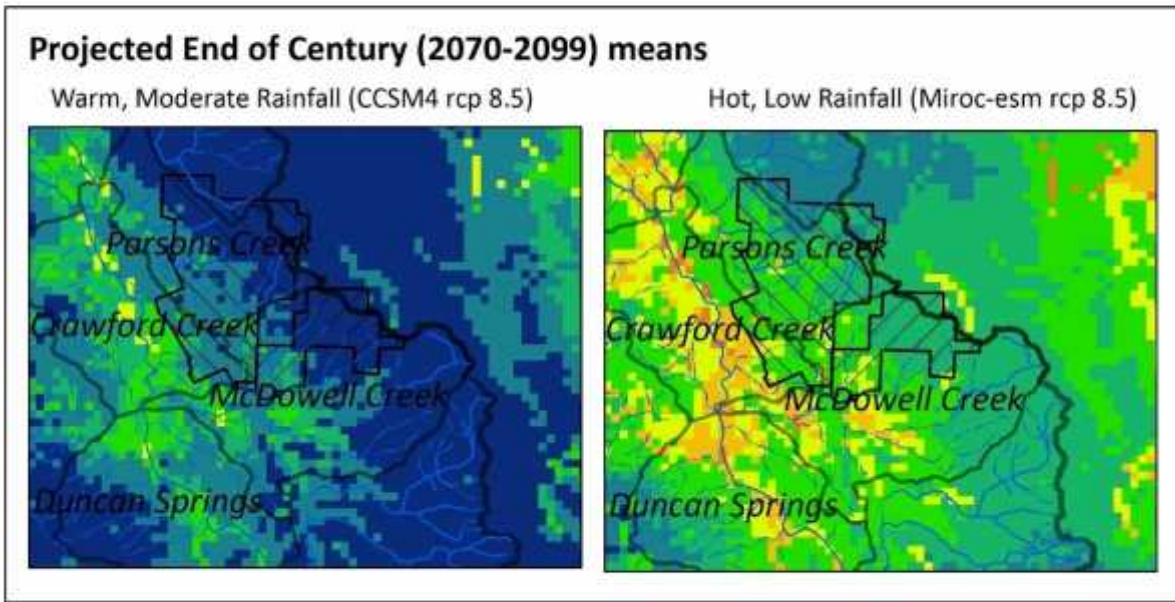 Projected End of Century (2070-2099) means
Warm, Moderate Rainfall (CCSM4 rcp 8.5)
Hot, Low Rainfall (Miroc-esm rcp 8.5)
Parsons Creek
Crawford Creek
McDowell Creek
Duncan Springs
Parsons Creek
Crawford Creek
McDowell Creek
Duncan Springs